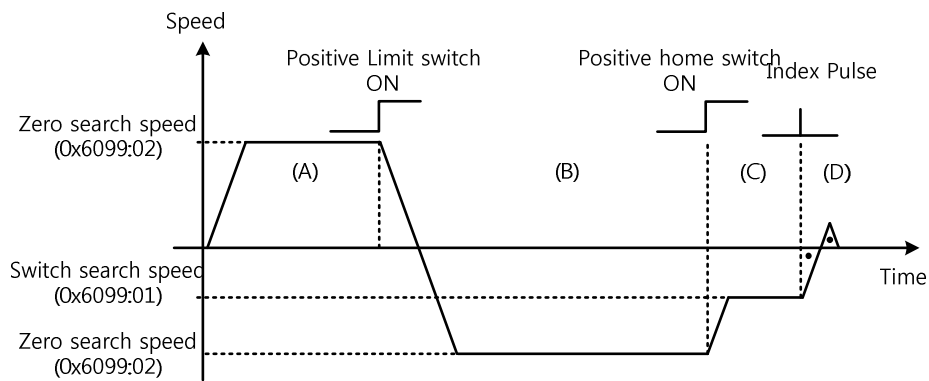 Speed
Positive Limit switch
ON
Positive home switch
ON
Index Pulse
Zero search speed
(0x6099:02)
(A)
(B)
(C)
(D)
Switch search speed
(0x6099:01)
Time
Zero search speed
(0x6099:02)